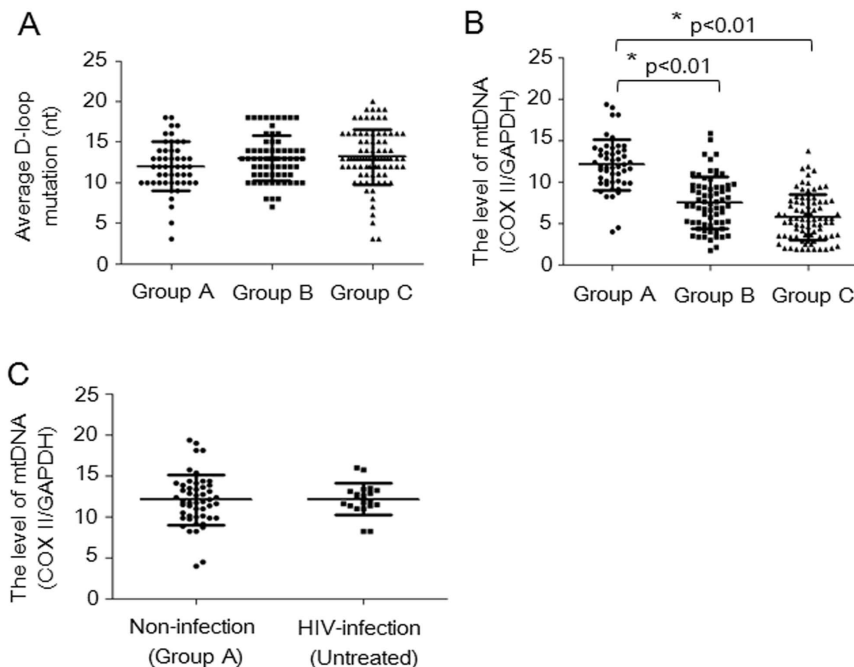 A
Average D-loop
mutation (nt)
25
20
15
10
5
0
Group A Group B Group C
B
* p<0.01
* p<0.01
The level of mtDNA
(COX II/GAPDH)
25
20
15
10
5
0
Group A Group B Group C
C
The level of mtDNA
(COX II/GAPDH)
25
20
15
10
5
0
Non-infection
(Group A)
HIV-infection
(Untreated)